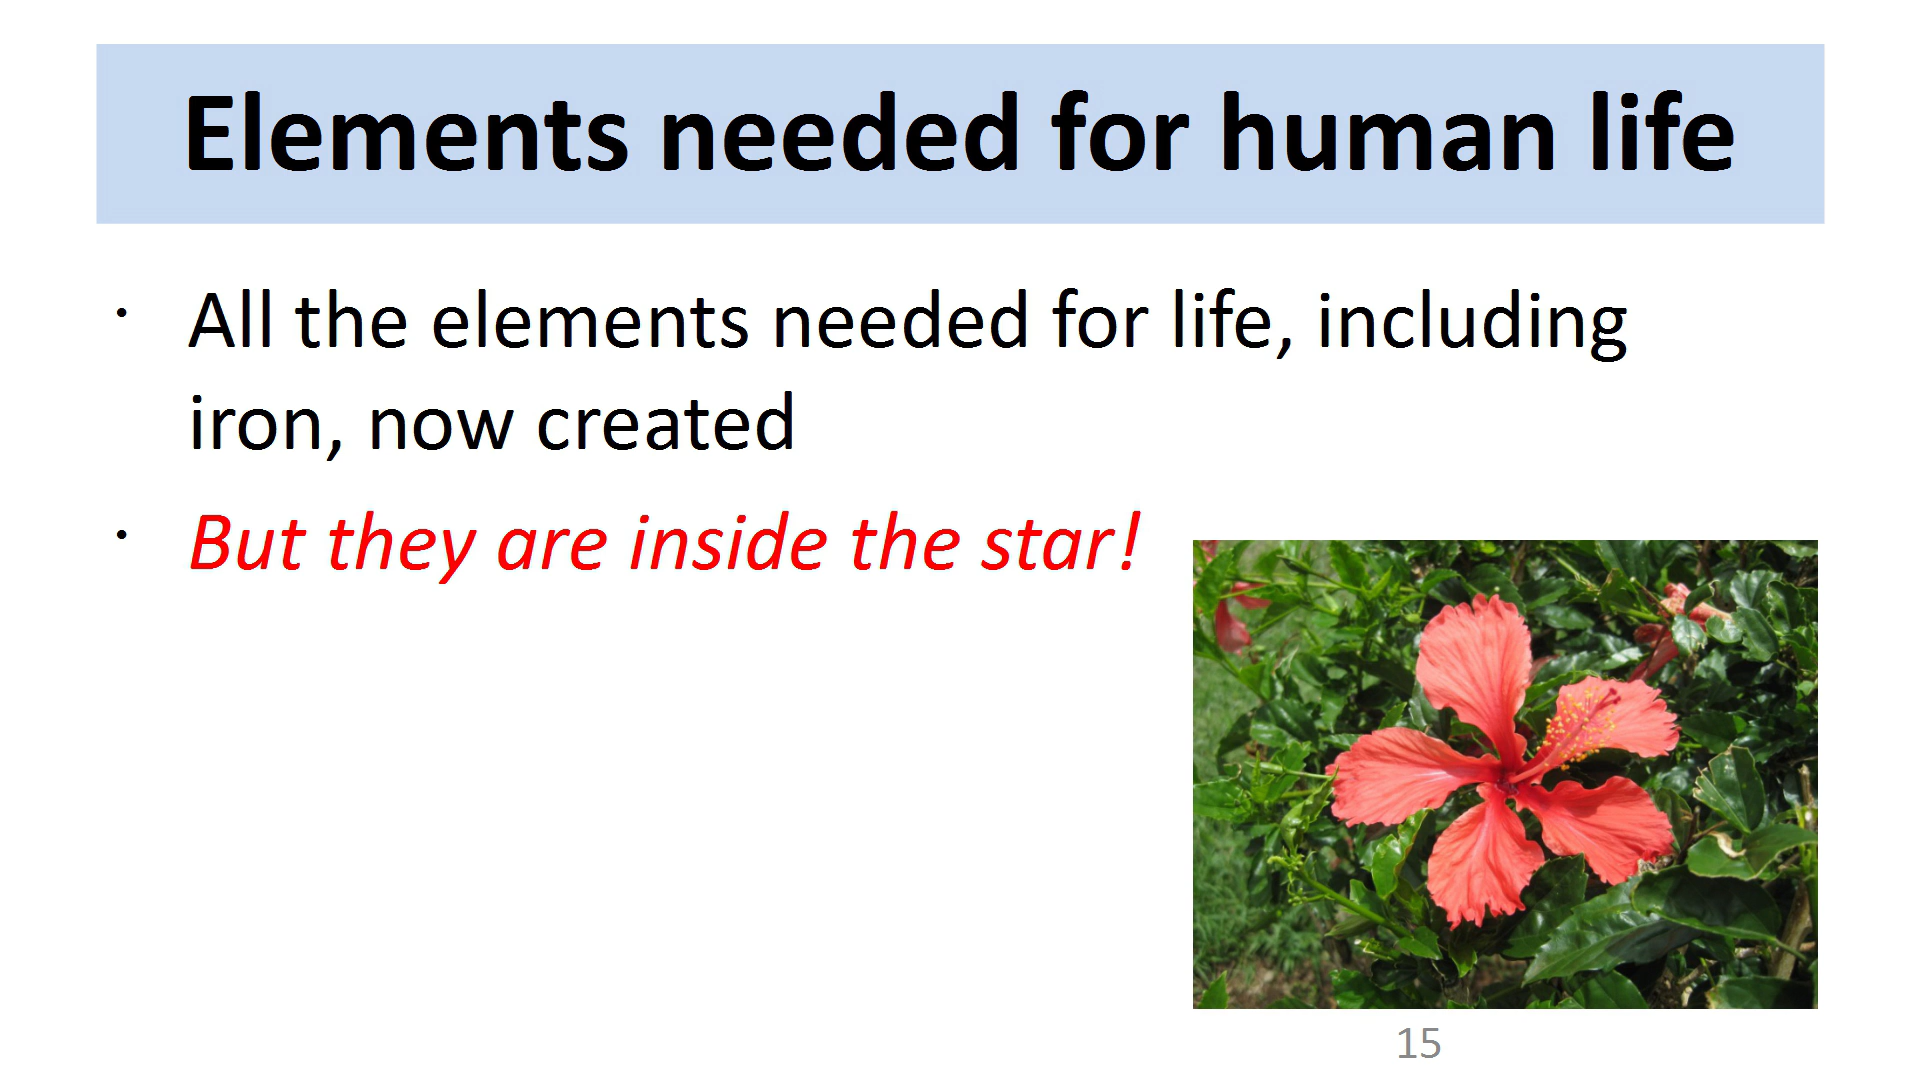 Elements needed for human life
· All the elements needed for life, including
iron, now created
· But they are inside the star!
15